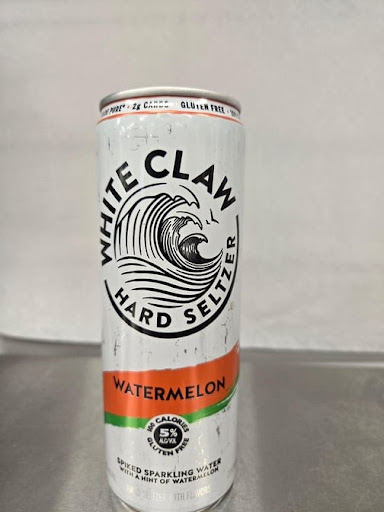 PURE* · 2g CARBS · GLUTEN FREE ·
WHITE CLAW
HARD SELTZER
WATERMELON
100 CALORIES
5%
ALC/VOL
GLUTEN FREE
SPIKED SPARKLING WATER
WITH A HINT OF WATERMELON